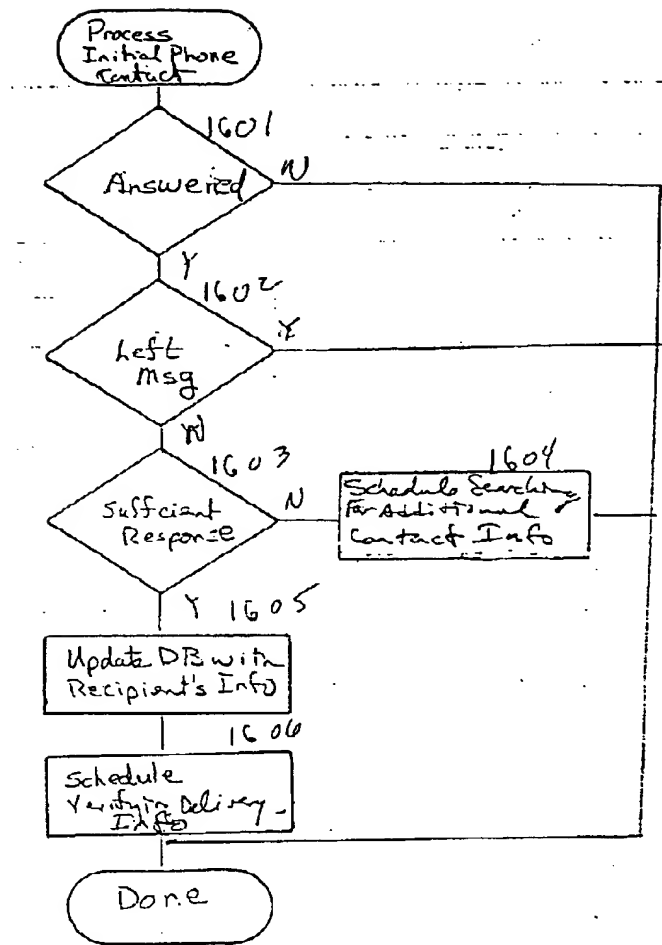 Process
Initial Phone
Contact
1601
Answered
N
Y
1602
Left
Msg
Y
N
1603
Sufficient
Response
N
1604
Schedule Searching
For Additional
Contact Info
Y
1605
Update DB with
Recipient's Info
1606
Schedule
Verifyin Delivery
Info
Done